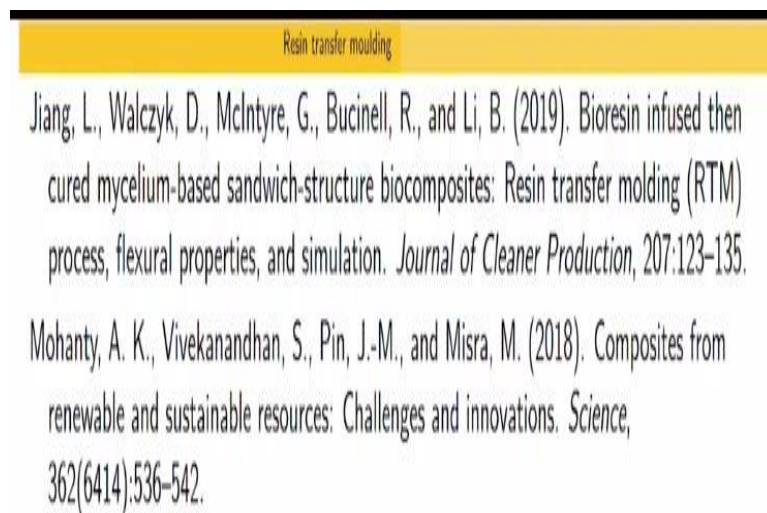 Resin transfer moulding
Jiang, L., Walczyk, D., McIntyre, G., Bucinell, R., and Li, B. (2019). Bioresin infused then
cured mycelium-based sandwich-structure biocomposites: Resin transfer molding (RTM)
process, flexural properties, and simulation. Journal of Cleaner Production, 207:123–135.
Mohanty, A. K., Vivekanandhan, S., Pin, J.-M., and Misra, M. (2018). Composites from
renewable and sustainable resources: Challenges and innovations. Science,
362(6414):536–542.